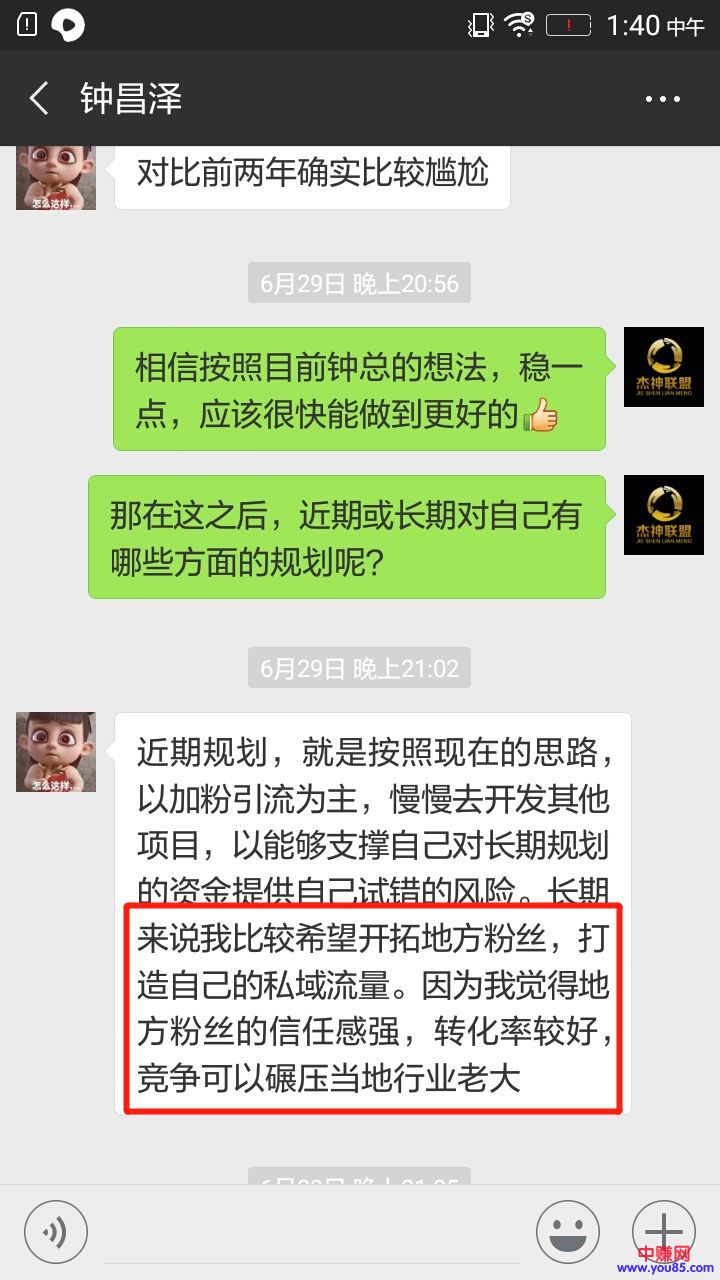 1:40 中午
钟昌泽
对比前两年确实比较尴尬
怎么这样...
6月29日 晚上20:56
相信按照目前钟总的想法，稳一
点，应该很快能做到更好的👍
杰神联盟
JIE SHEN LIAN MENG
那在这之后，近期或长期对自己有
哪些方面的规划呢?
杰神联盟
JIE SHEN LIAN MENG
6月29日 晚上21:02
怎么这样...
近期规划，就是按照现在的思路，
以加粉引流为主，慢慢去开发其他
项目，以能够支撑自己对长期规划
的资金提供自己试错的风险。长期
来说我比较希望开拓地方粉丝，打
造自己的私域流量。因为我觉得地
方粉丝的信任感强，转化率较好，
竞争可以碾压当地行业老大
中赚网
www.you85.com